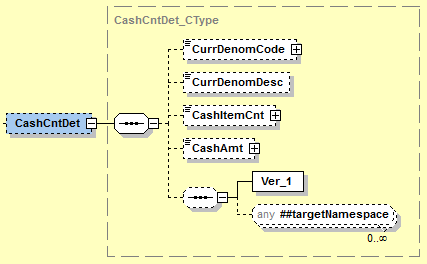 CashCntDet_CType
CurrDenomCode
CurrDenomDesc
CashItemCnt
CashCntDet
CashAmt
Ver_1
any ##targetNamespace
0..∞